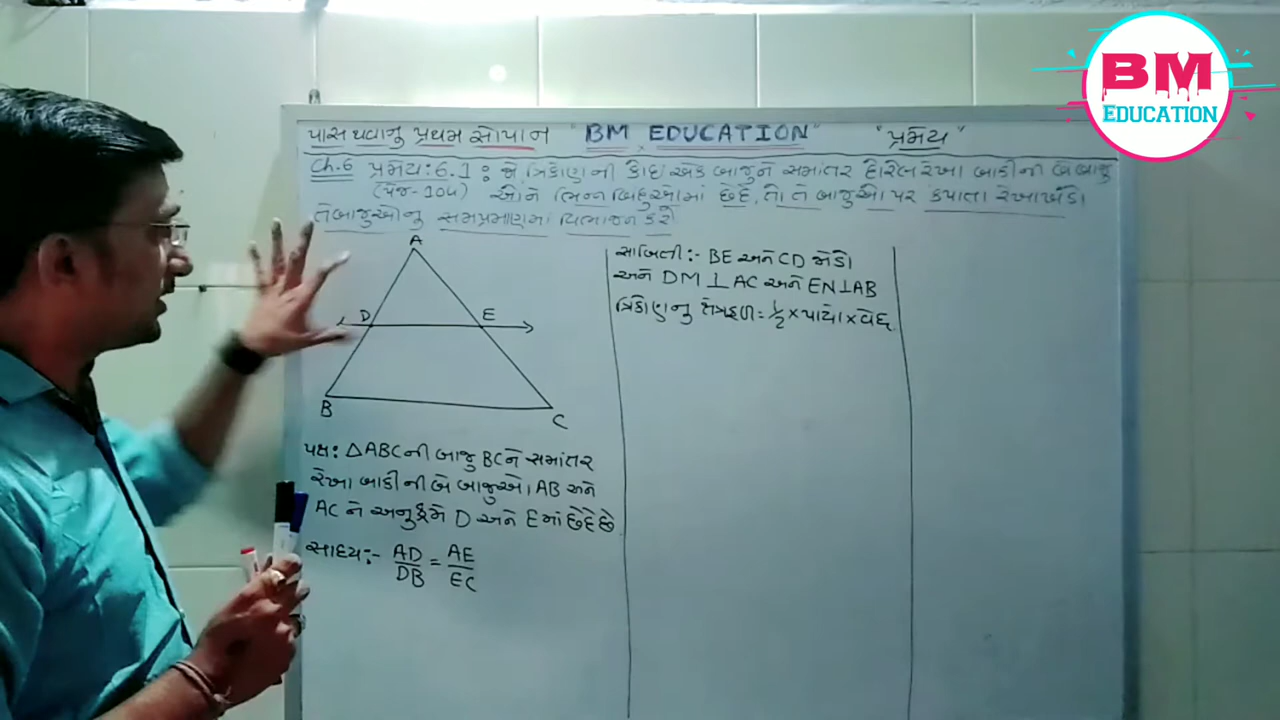 BM
EDUCATION
પાસ થવાનુ પ્રથમ સોપાન "BM EDUCATION" "પ્રમેય"
Ch.6 પ્રમેય: 6.1 : જો ત્રિકોણની કોઇ એક બાજુને સમાંતર દોરેલ રેખા બાકીની બે બાજુ
(પેજ-104) ઓને ભિન્ન બિંદુઓમાં છેદે, તો તે બાજુઓ પર કપાતા રેખાખંડો
તે બાજુઓનુ સમપ્રમાણમાં વિભાજન કરે
A
D E
B
C
પક્ષ: △ABC ની બાજુ BC ને સમાંતર
રેખા બાકીની બે બાજુઓ AB અને
AC ને અનુક્રમે D અને E માં છેદે છે
સાધ્ય:- AD/DB = AE/EC
સાબિતી:- BE અને CD જોડો
અને DM⊥AC અને EN⊥AB
ત્રિકોણનુ ક્ષેત્રફળ = 1/2 × પાયો × વેધ